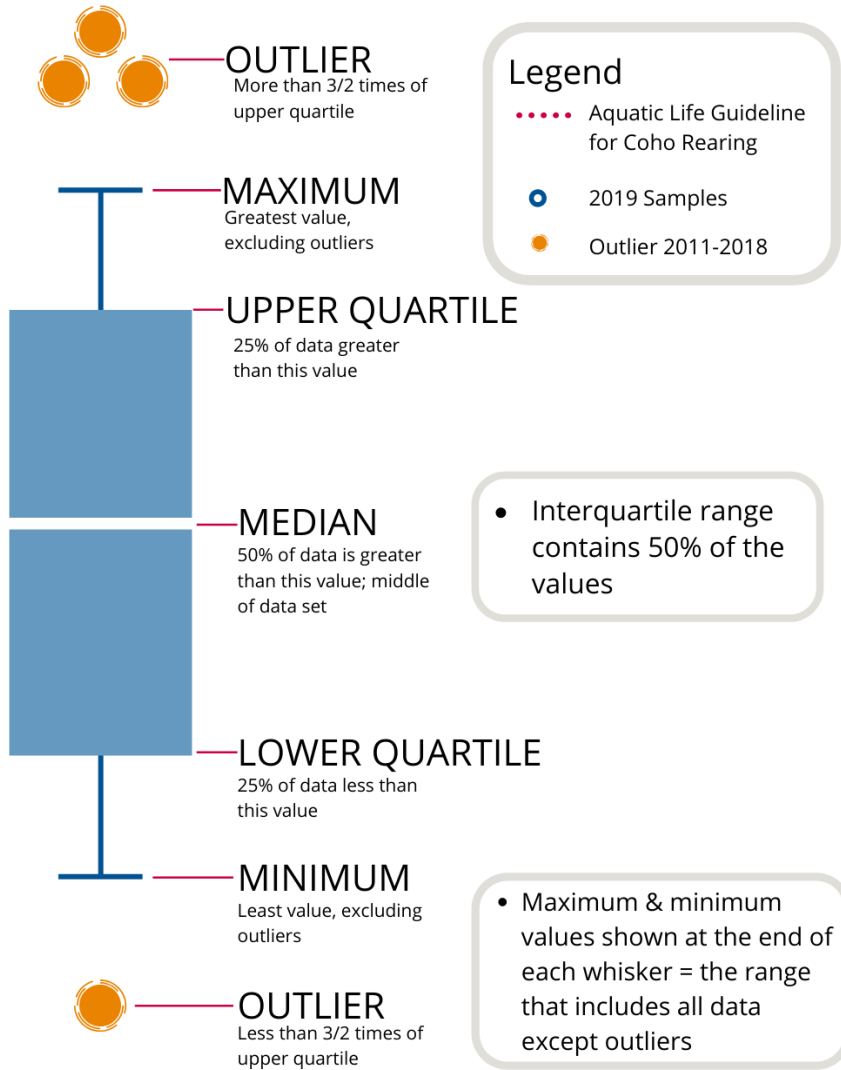 OUTLIER
More than 3/2 times of
upper quartile
Legend
Aquatic Life Guideline
for Coho Rearing
2019 Samples
Outlier 2011-2018
MAXIMUM
Greatest value,
excluding outliers
UPPER QUARTILE
25% of data greater
than this value
MEDIAN
50% of data is greater
than this value; middle
of data set
• Interquartile range
contains 50% of the
values
LOWER QUARTILE
25% of data less than
this value
MINIMUM
Least value, excluding
outliers
• Maximum & minimum
values shown at the end of
each whisker = the range
that includes all data
except outliers
OUTLIER
Less than 3/2 times of
upper quartile